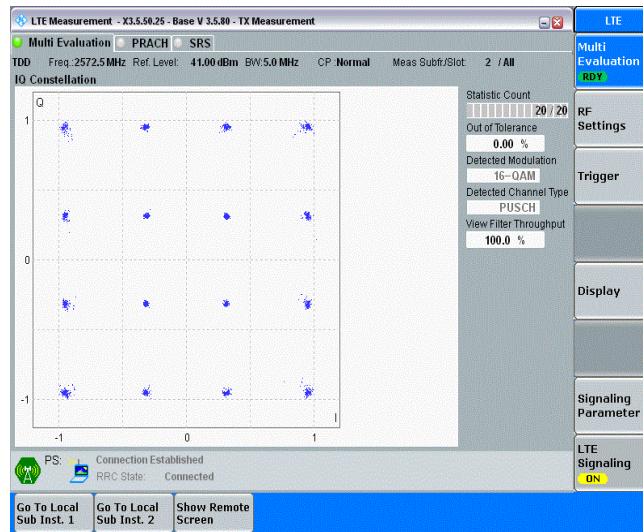 LTE Measurement - X3.5.50.25 - Base V 3.5.80 - TX Measurement
LTE
Multi Evaluation PRACH SRS
Multi
Evaluation
RDY
TDD Freq.:2572.5 MHz Ref. Level: 41.00 dBm BW:5.0 MHz CP :Normal Meas Subfr./Slot: 2 / All
IQ Constellation
Statistic Count
20 / 20
Out of Tolerance
0.00 %
Detected Modulation
16-QAM
Detected Channel Type
PUSCH
View Filter Throughput
100.0 %
Q
1
0
-1
-1 0 1
I
RF
Settings
Trigger
Display
Signaling
Parameter
LTE
Signaling
ON
PS: Connection Established
RRC State: Connected
Go To Local
Sub Inst. 1
Go To Local
Sub Inst. 2
Show Remote
Screen